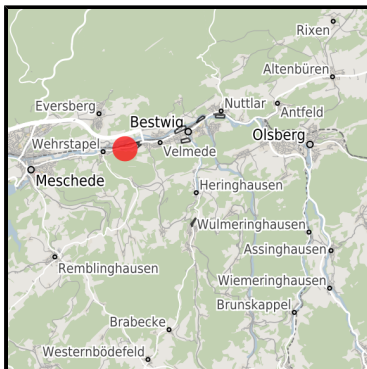 Rixen
Altenbüren
Eversberg
Nuttlar
Antfeld
Bestwig
Olsberg
Wehrstapel
Velmede
Meschede
Heringhausen
Wulmeringhausen
Assinghausen
Remblinghausen
Wiemeringhausen
Brunskappel
Brabecke
Westernbödefeld